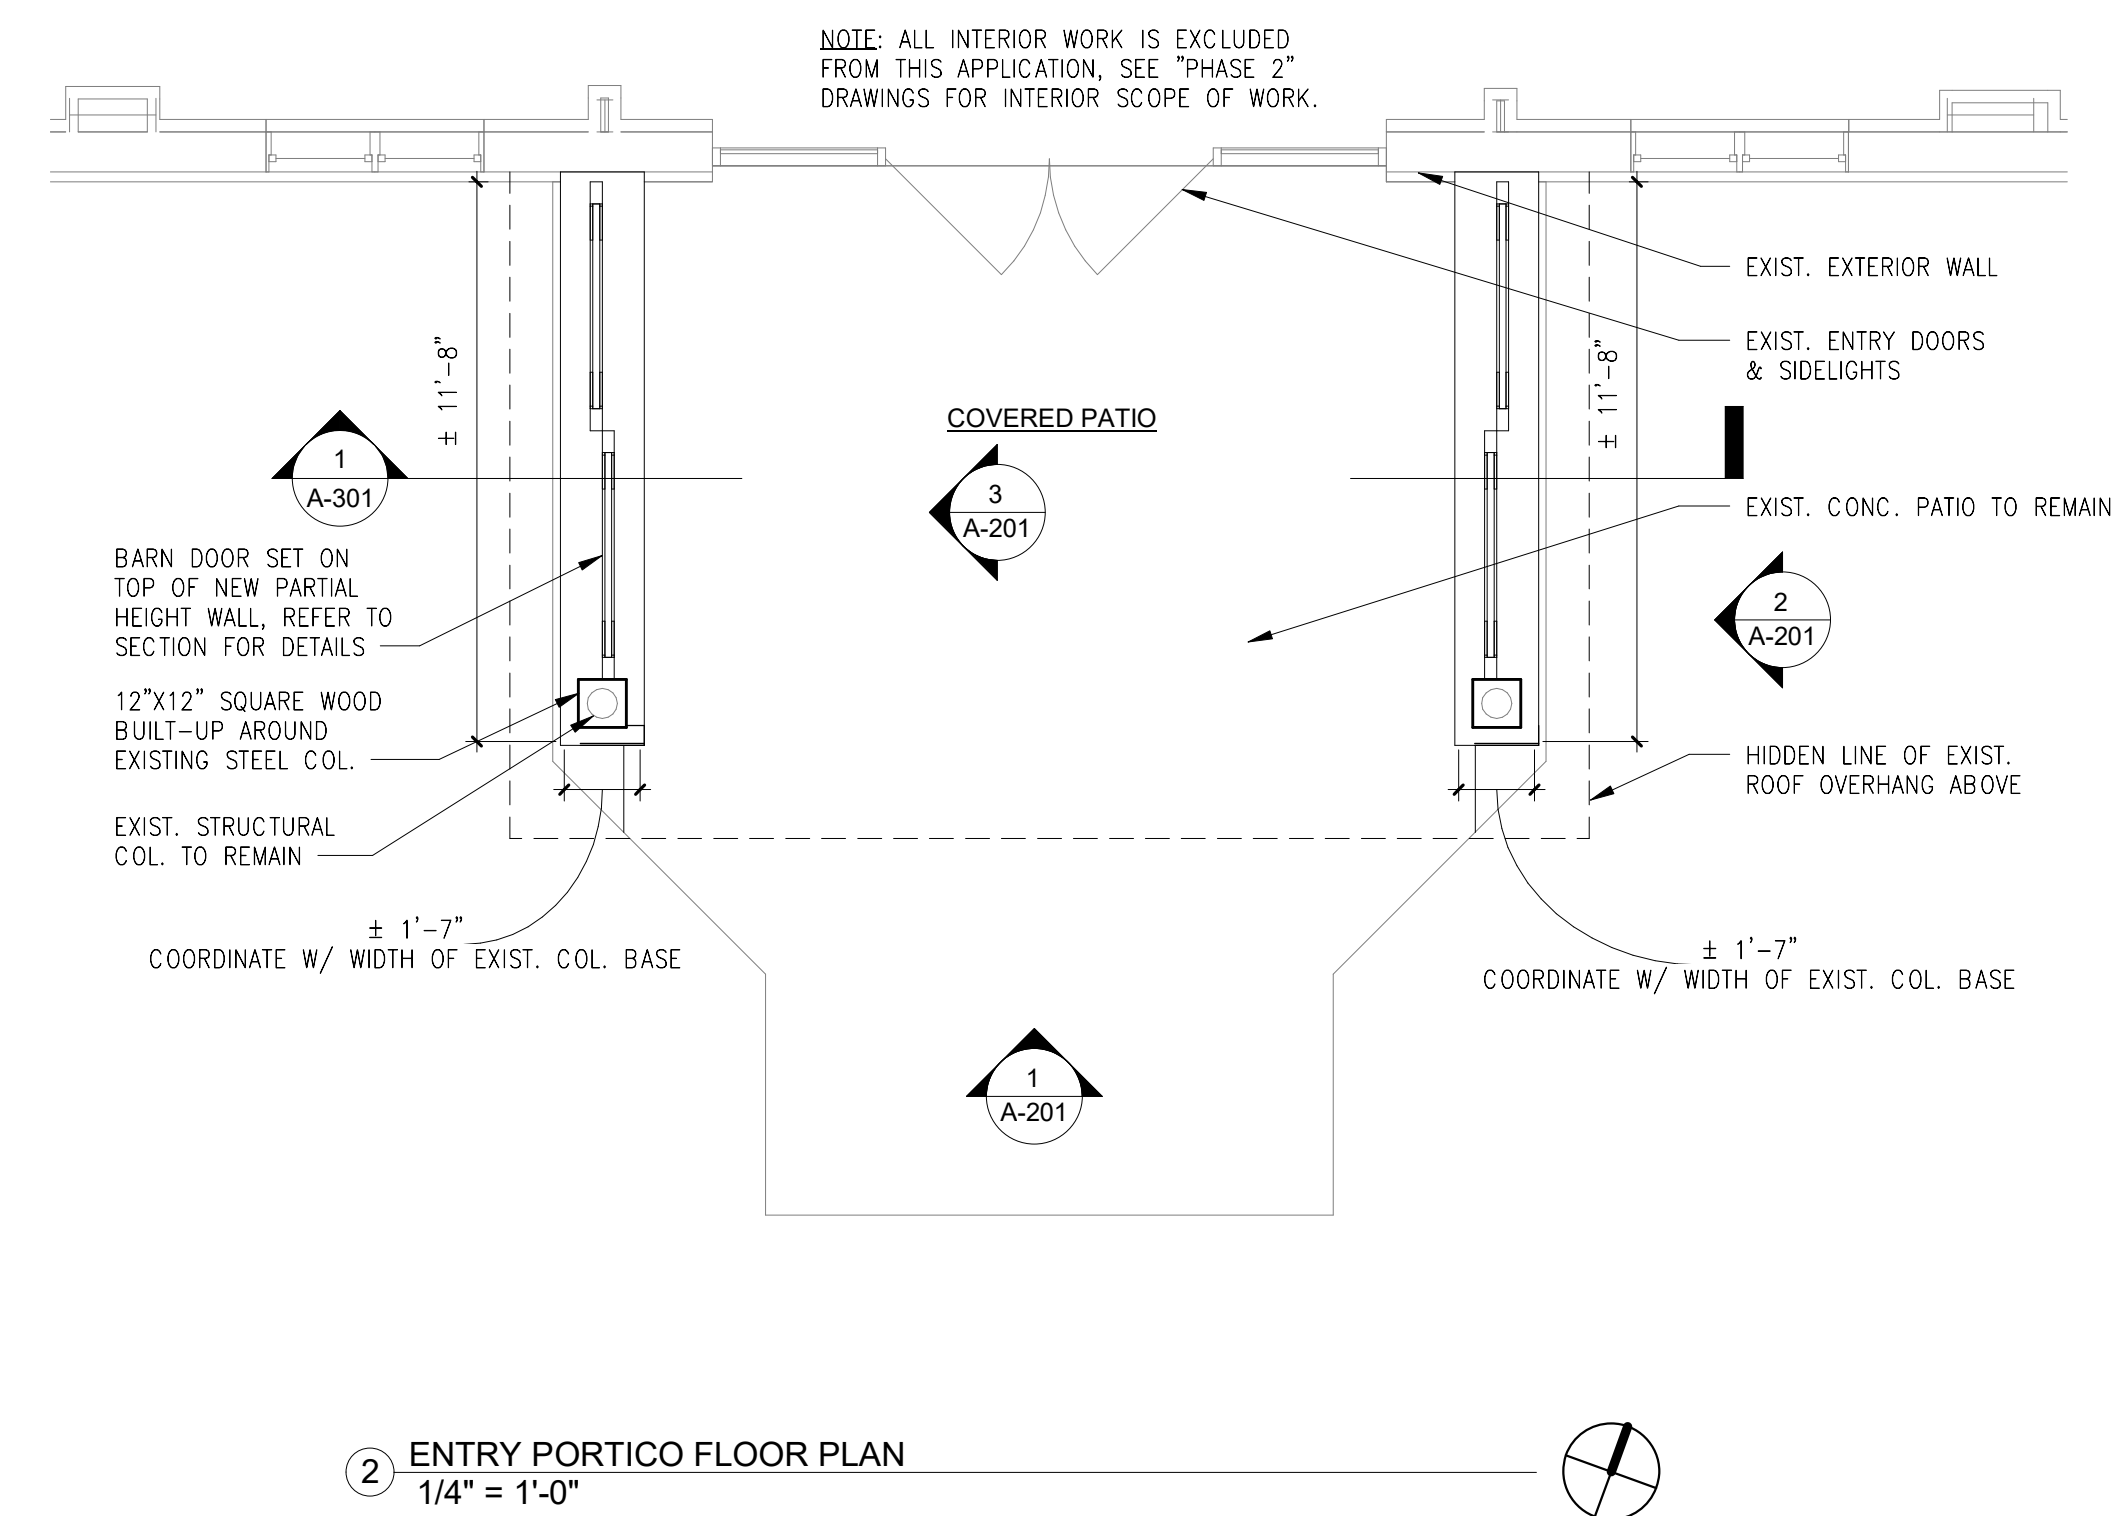 NOTE: ALL INTERIOR WORK IS EXCLUDED
FROM THIS APPLICATION, SEE "PHASE 2"
DRAWINGS FOR INTERIOR SCOPE OF WORK.
EXIST. EXTERIOR WALL
EXIST. ENTRY DOORS
& SIDELIGHTS
± 11'-8"
± 11'-8"
COVERED PATIO
1
A-301
3
A-201
EXIST. CONC. PATIO TO REMAIN
BARN DOOR SET ON
TOP OF NEW PARTIAL
HEIGHT WALL, REFER TO
SECTION FOR DETAILS
2
A-201
12"X12" SQUARE WOOD
BUILT-UP AROUND
EXISTING STEEL COL.
HIDDEN LINE OF EXIST.
ROOF OVERHANG ABOVE
EXIST. STRUCTURAL
COL. TO REMAIN
± 1'-7"
COORDINATE W/ WIDTH OF EXIST. COL. BASE
± 1'-7"
COORDINATE W/ WIDTH OF EXIST. COL. BASE
1
A-201
2
ENTRY PORTICO FLOOR PLAN
1/4" = 1'-0"